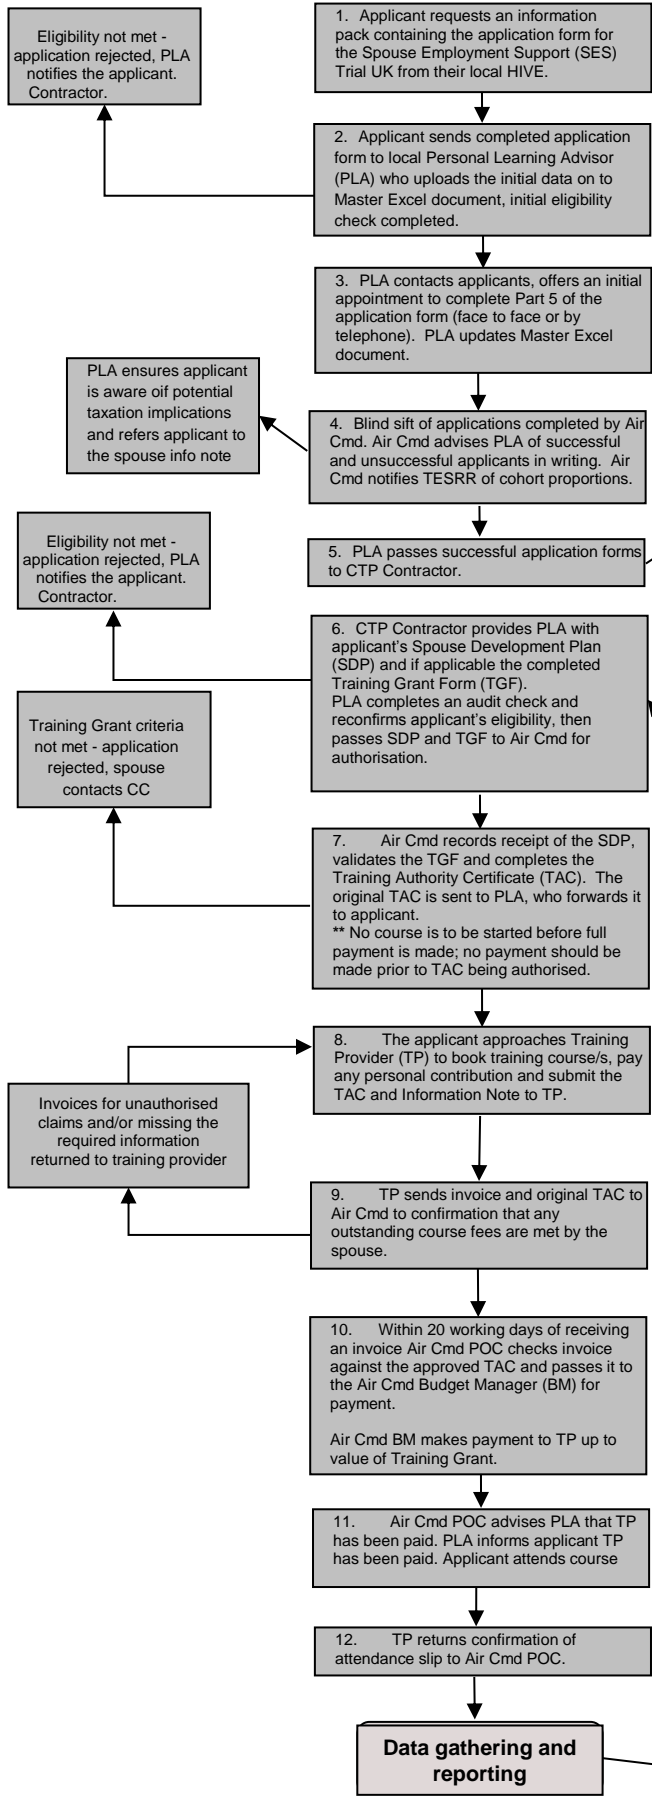 Eligibility not met -
application rejected, PLA
notifies the applicant.
Contractor.
1. Applicant requests an information
pack containing the application form for
the Spouse Employment Support (SES)
Trial UK from their local HIVE.
2. Applicant sends completed application
form to local Personal Learning Advisor
(PLA) who uploads the initial data on to
Master Excel document, initial eligibility
check completed.
3. PLA contacts applicants, offers an initial
appointment to complete Part 5 of the
application form (face to face or by
telephone). PLA updates Master Excel
document.
PLA ensures applicant
is aware oif potential
taxation implications
and refers applicant to
the spouse info note
4. Blind sift of applications completed by Air
Cmd. Air Cmd advises PLA of successful
and unsuccessful applicants in writing. Air
Cmd notifies TESRR of cohort proportions.
Eligibility not met -
application rejected, PLA
notifies the applicant.
Contractor.
5. PLA passes successful application forms
to CTP Contractor.
6. CTP Contractor provides PLA with
applicant's Spouse Development Plan
(SDP) and if applicable the completed
Training Grant Form (TGF).
PLA completes an audit check and
reconfirms applicant's eligibility, then
passes SDP and TGF to Air Cmd for
authorisation.
Training Grant criteria
not met - application
rejected, spouse
contacts CC
7. Air Cmd records receipt of the SDP,
validates the TGF and completes the
Training Authority Certificate (TAC). The
original TAC is sent to PLA, who forwards it
to applicant.
** No course is to be started before full
payment is made; no payment should be
made prior to TAC being authorised.
8. The applicant approaches Training
Provider (TP) to book training course/s, pay
any personal contribution and submit the
TAC and Information Note to TP.
Invoices for unauthorised
claims and/or missing the
required information
returned to training provider
9. TP sends invoice and original TAC to
Air Cmd to confirmation that any
outstanding course fees are met by the
spouse.
10. Within 20 working days of receiving
an invoice Air Cmd POC checks invoice
against the approved TAC and passes it to
the Air Cmd Budget Manager (BM) for
payment.
Air Cmd BM makes payment to TP up to
value of Training Grant.
11. Air Cmd POC advises PLA that TP
has been paid. PLA informs applicant TP
has been paid. Applicant attends course
12. TP returns confirmation of
attendance slip to Air Cmd POC.
Data gathering and
reporting